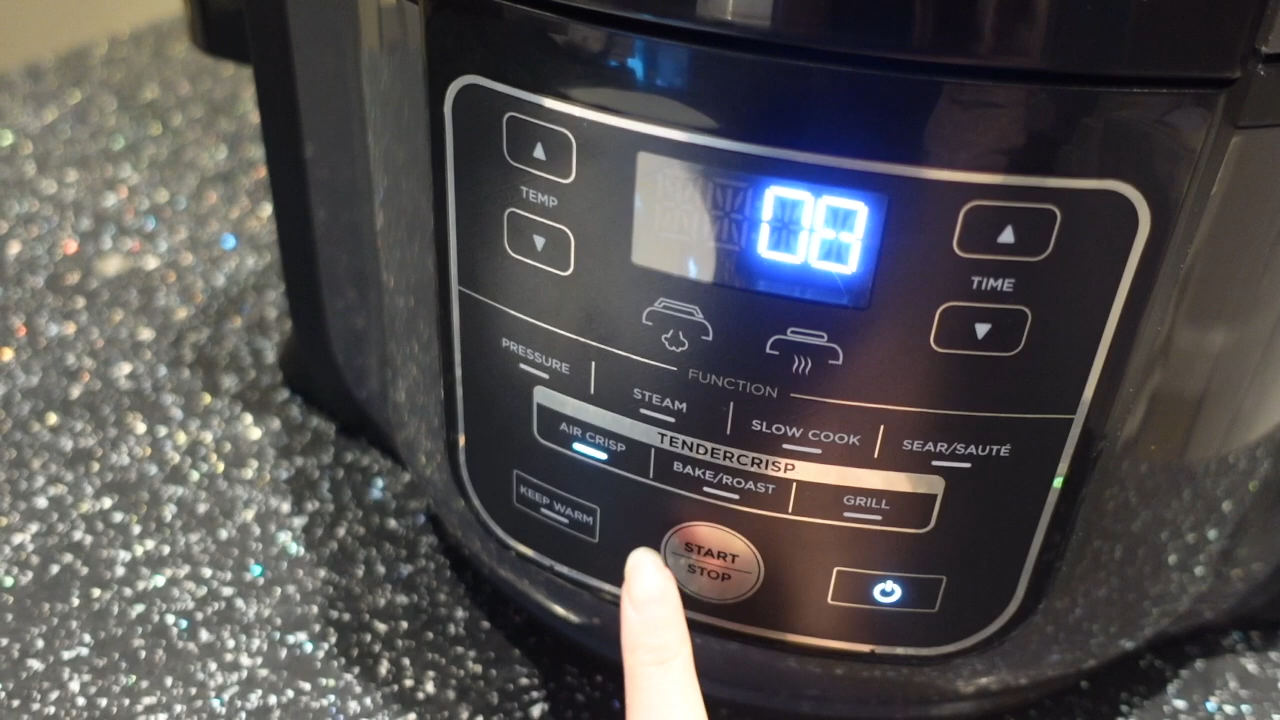 TEMP
08
TIME
FUNCTION
PRESSURE
STEAM
SLOW COOK
SEAR/SAUTÉ
TENDERCRISP
AIR CRISP
BAKE/ROAST
GRILL
KEEP WARM
START
STOP